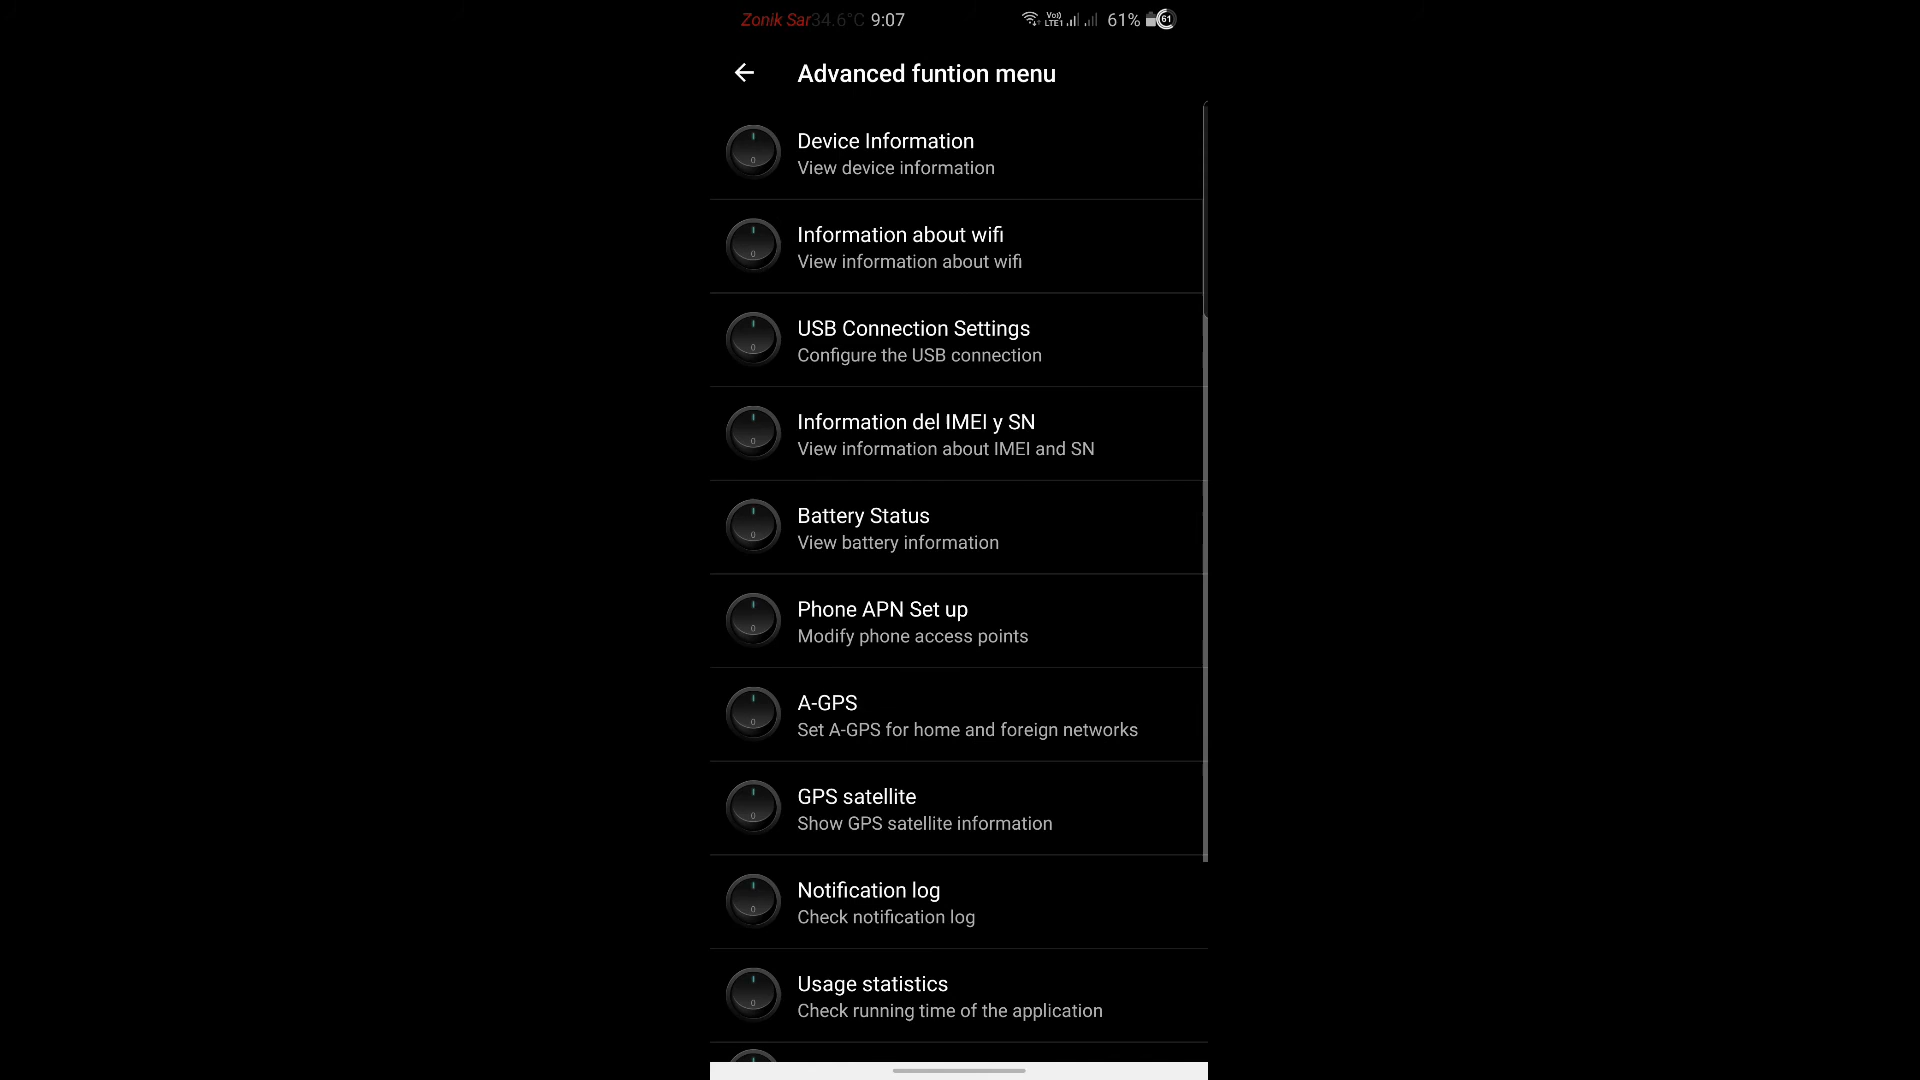 Zonik Sar34.6°C 9:07 Vo) LTE1 61% 61
Advanced funtion menu
Device Information
View device information
Information about wifi
View information about wifi
USB Connection Settings
Configure the USB connection
Information del IMEI y SN
View information about IMEI and SN
Battery Status
View battery information
Phone APN Set up
Modify phone access points
A-GPS
Set A-GPS for home and foreign networks
GPS satellite
Show GPS satellite information
Notification log
Check notification log
Usage statistics
Check running time of the application